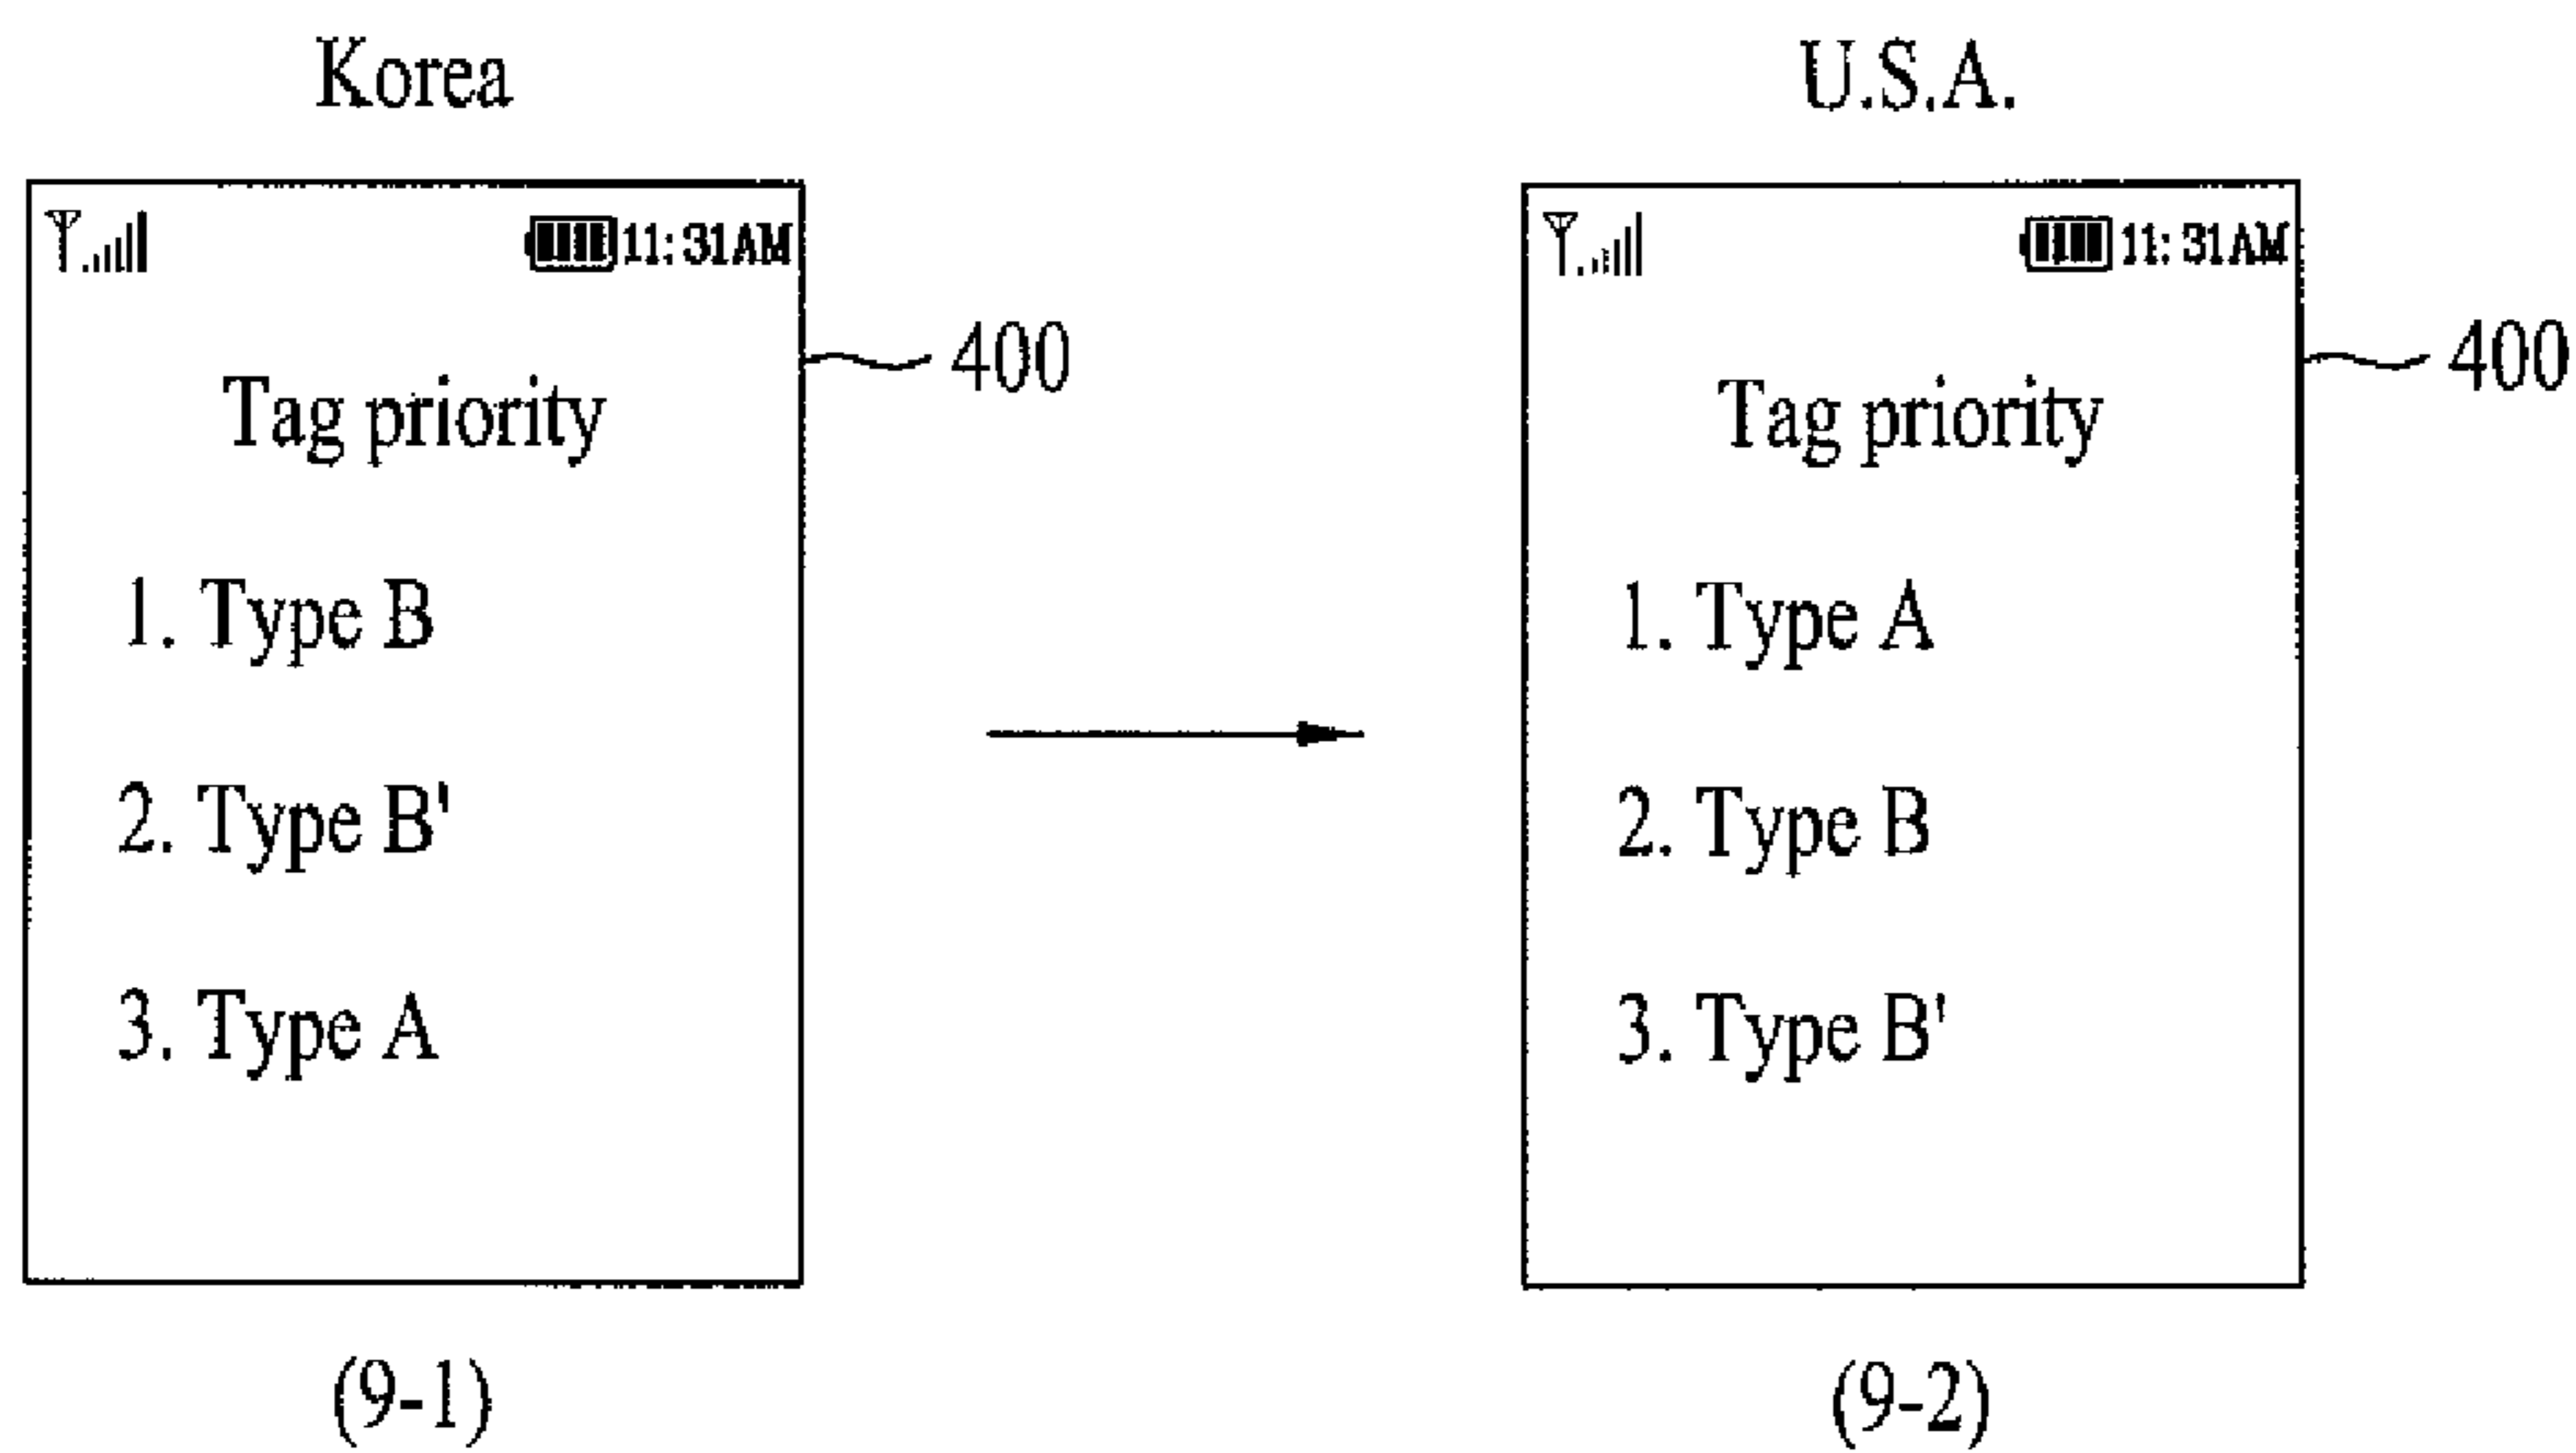 Korea
11:31AM
400
Tag priority
1. Type B
2. Type B'
3. Type A
(9-1)
U.S.A.
11:31AM
400
Tag priority
1. Type A
2. Type B
3. Type B'
(9-2)